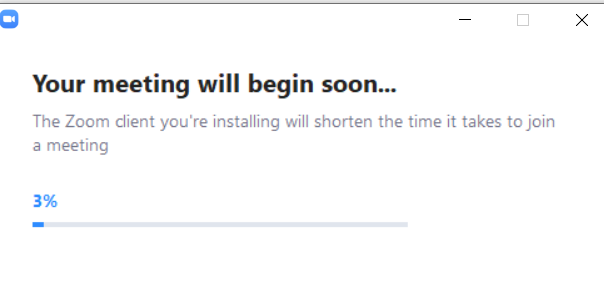 Your meeting will begin soon...
The Zoom client you're installing will shorten the time it takes to join
a meeting
3%